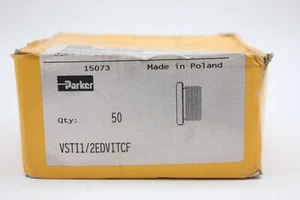 15073
Made in Poland
Parker
Qty: 50
VSTI1/2EDVITCF